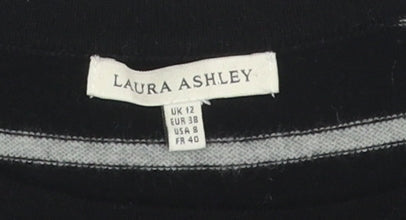 LAURA ASHLEY
UK 12
EUR 38
USA 8
FR 40